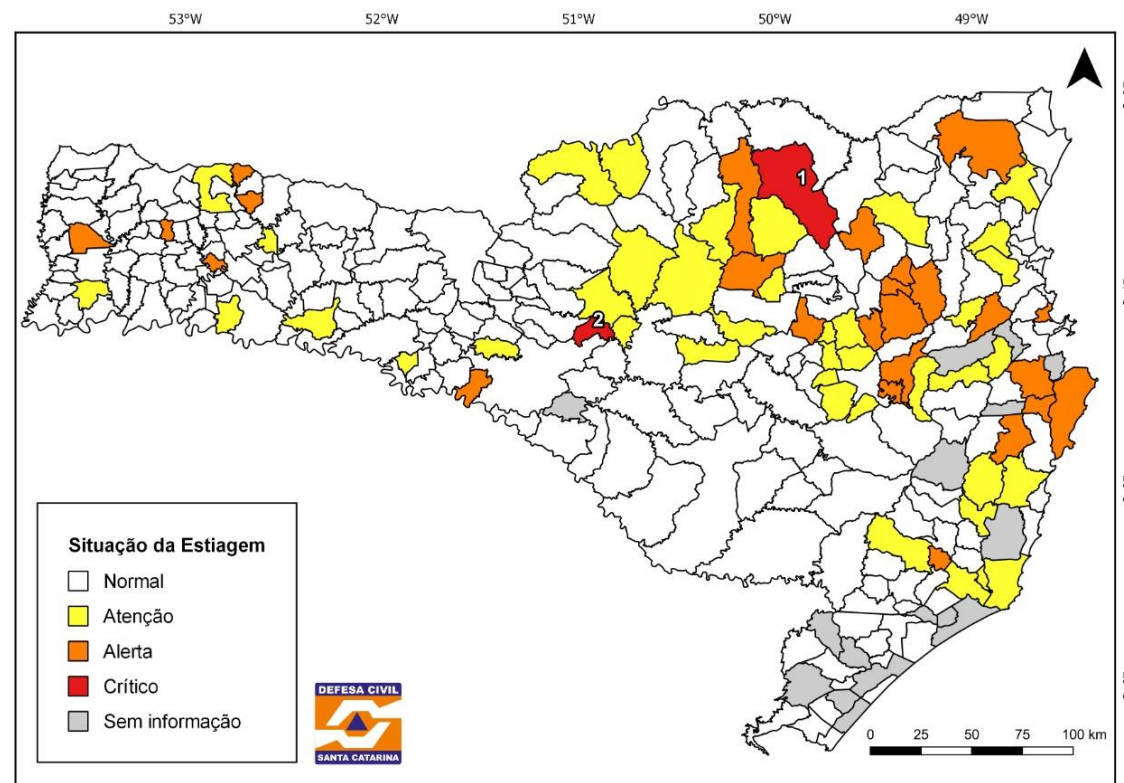 53°W 52°W 51°W 50°W 49°W
1
2
Situação da Estiagem
Normal
Atenção
Alerta
Crítico
Sem informação
DEFESA CIVIL
SANTA CATARINA
0 25 50 75 100 km